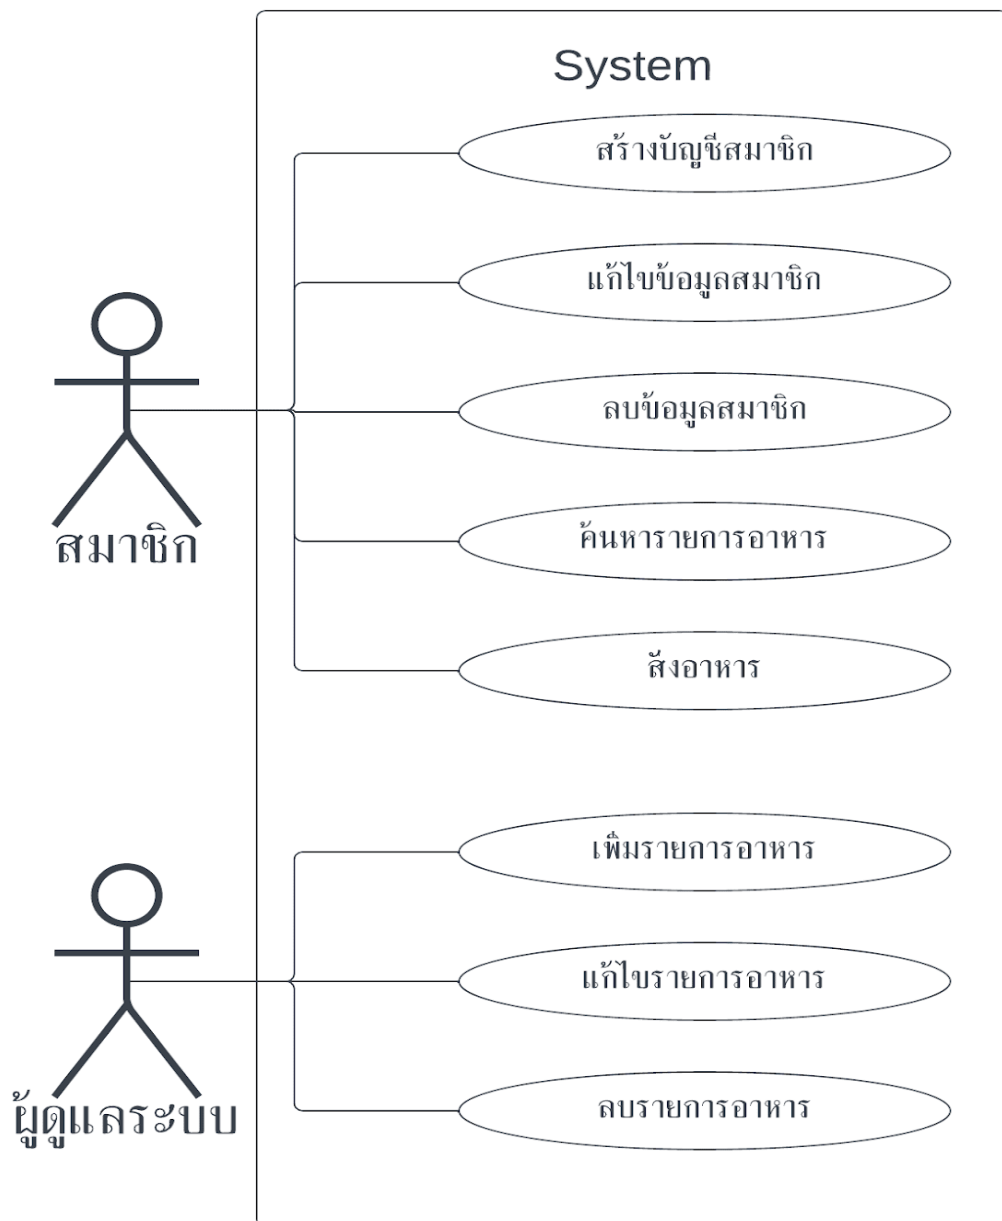 System
สร้างบัญชีสมาชิก
แก้ไขข้อมูลสมาชิก
ลบข้อมูลสมาชิก
ค้นหารายการอาหาร
สั่งอาหาร
สมาชิก
เพิ่มรายการอาหาร
แก้ไขรายการอาหาร
ลบรายการอาหาร
ผู้ดูแลระบบ